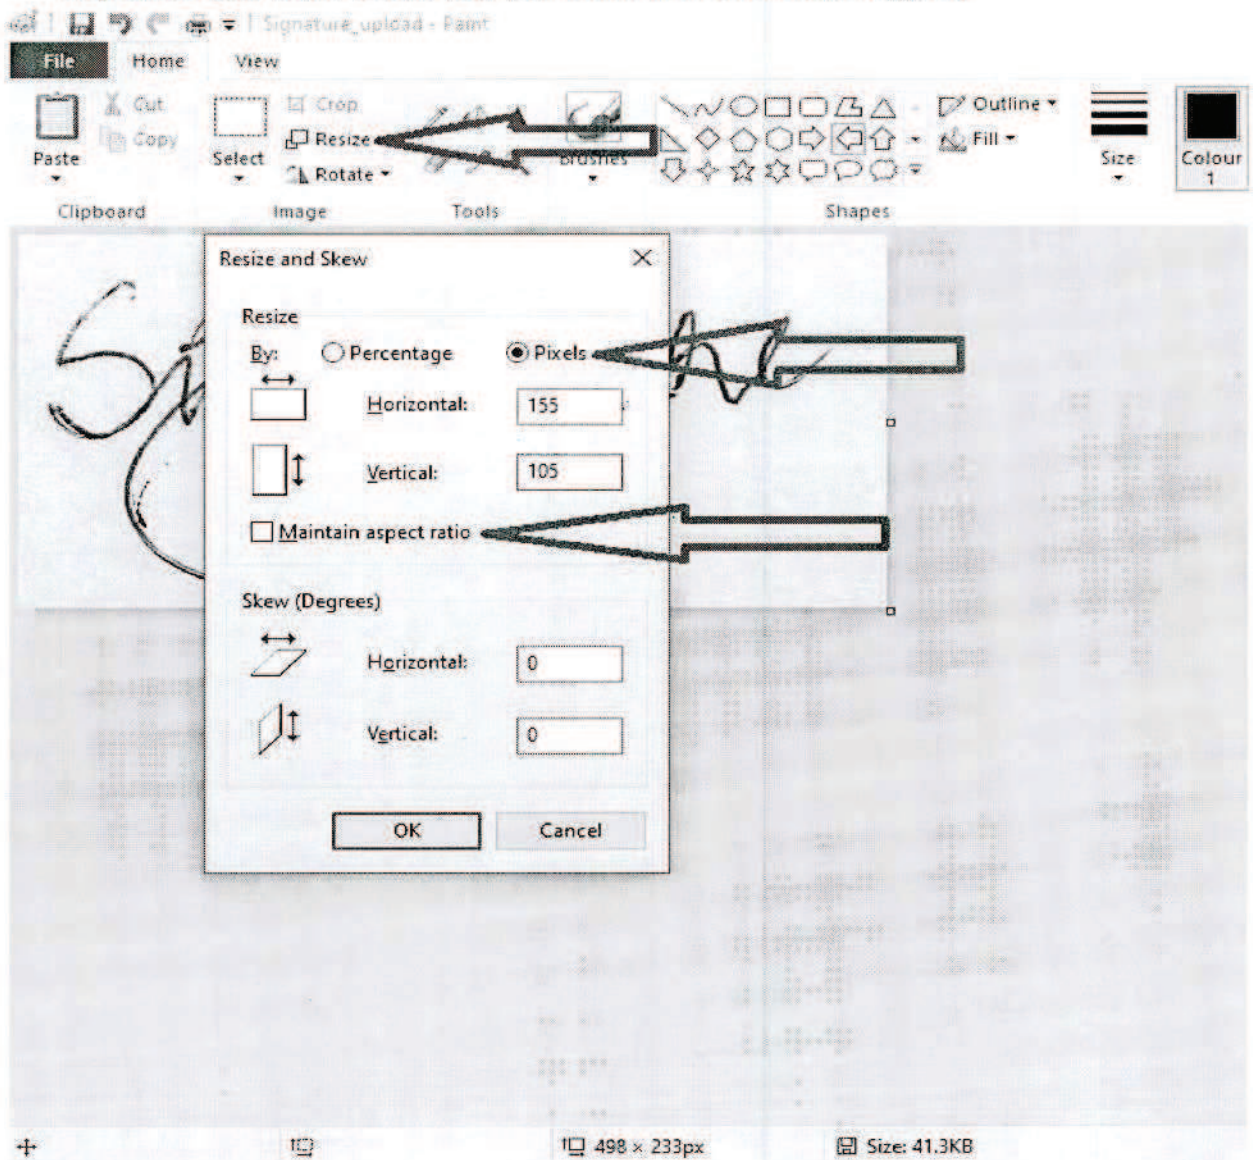 Signature_upload - Paint
File Home View
Cut Crop Outline
Copy Resize Fill
Paste Select Rotate Brushes Size Colour
1
Clipboard Image Tools Shapes
Resize and Skew
Resize
By: Percentage Pixels
Horizontal: 155
Vertical: 105
Maintain aspect ratio
Skew (Degrees)
Horizontal: 0
Vertical: 0
OK Cancel
498 × 233px Size: 41.3KB